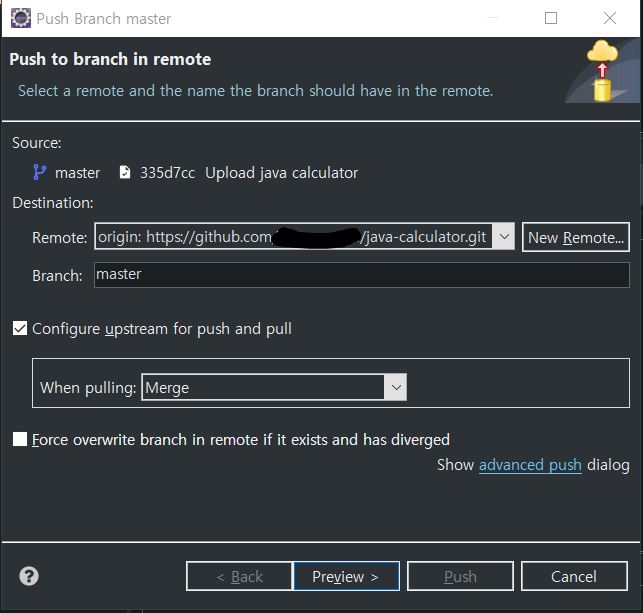 Push Branch master
Push to branch in remote
Select a remote and the name the branch should have in the remote.
Source:
master 335d7cc Upload java calculator
Destination:
Remote: origin: https://github.com /java-calculator.git New Remote...
Branch: master
Configure upstream for push and pull
When pulling: Merge
Force overwrite branch in remote if it exists and has diverged
Show advanced push dialog
? < Back Preview > Push Cancel